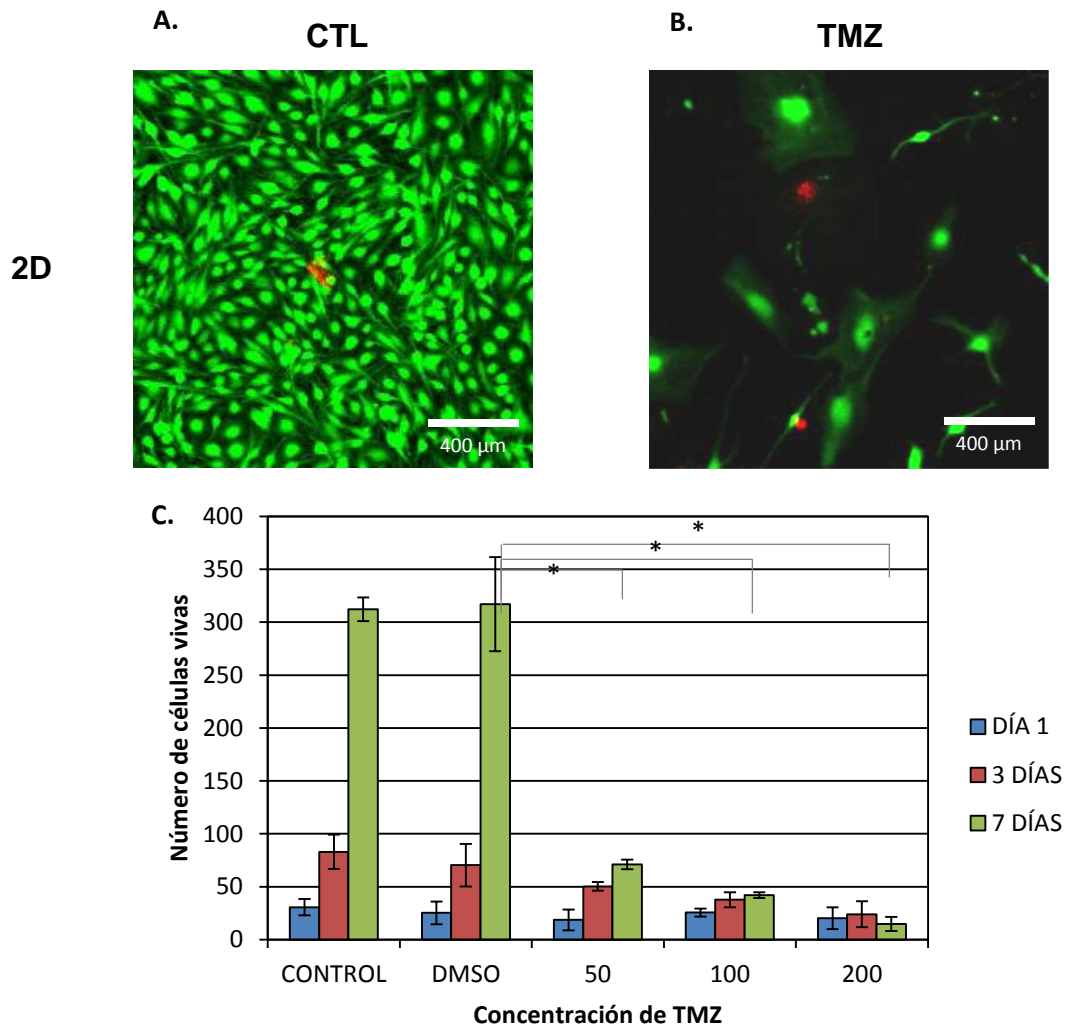 A.
CTL
B.
TMZ
2D
400 µm
400 µm
C.
400
350
300
250
200
150
100
50
0
Número de células vivas
*
*
*
DÍA 1
3 DÍAS
7 DÍAS
CONTROL DMSO 50 100 200
Concentración de TMZ